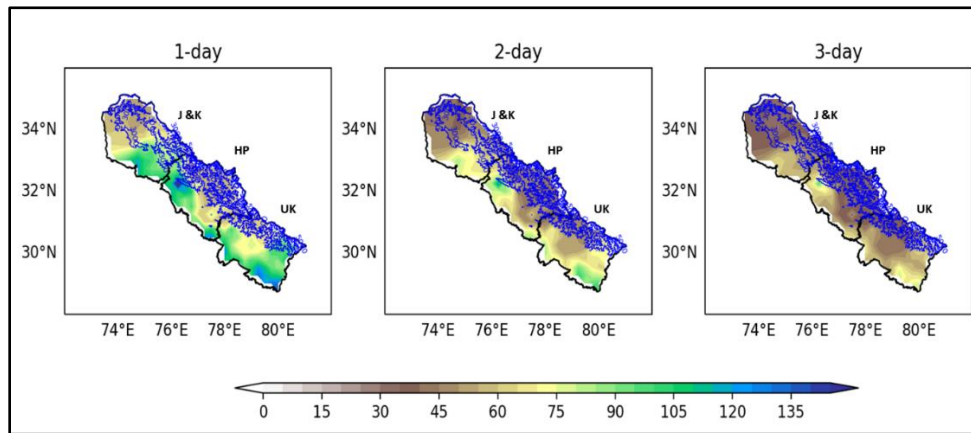 1-day 2-day 3-day
34°N J &K 34°N J &K 34°N J &K
HP HP HP
32°N 32°N 32°N
UK UK UK
30°N 30°N 30°N
74°E 76°E 78°E 80°E 74°E 76°E 78°E 80°E 74°E 76°E 78°E 80°E
0 15 30 45 60 75 90 105 120 135